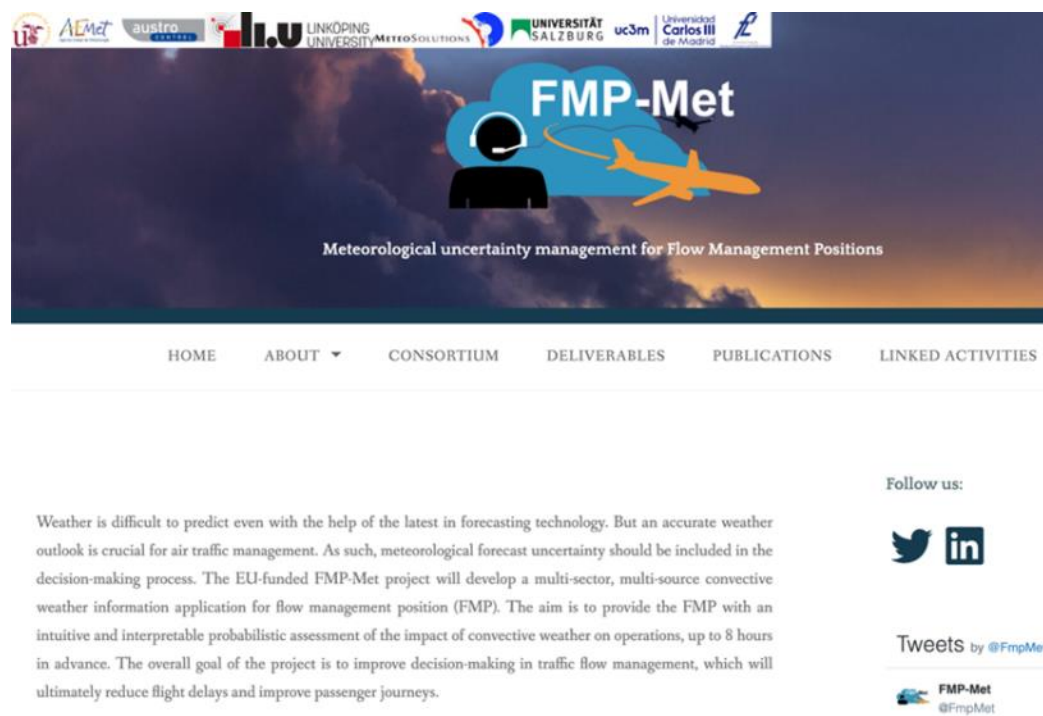 AEMet
austro
CONTROL
LINKÖPING
UNIVERSITY
METEOSOLUTIONS
UNIVERSITÄT
SALZBURG
uc3m
Universidad
Carlos III
de Madrid
FMP-Met
Meteorological uncertainty management for Flow Management Positions
HOME ABOUT CONSORTIUM DELIVERABLES PUBLICATIONS LINKED ACTIVITIES
Follow us:
Weather is difficult to predict even with the help of the latest in forecasting technology. But an accurate weather
outlook is crucial for air traffic management. As such, meteorological forecast uncertainty should be included in the
decision-making process. The EU-funded FMP-Met project will develop a multi-sector, multi-source convective
weather information application for flow management position (FMP). The aim is to provide the FMP with an
intuitive and interpretable probabilistic assessment of the impact of convective weather on operations, up to 8 hours
in advance. The overall goal of the project is to improve decision-making in traffic flow management, which will
ultimately reduce flight delays and improve passenger journeys.
in
Tweets by @FmpMe
FMP-Met
@FmpMet